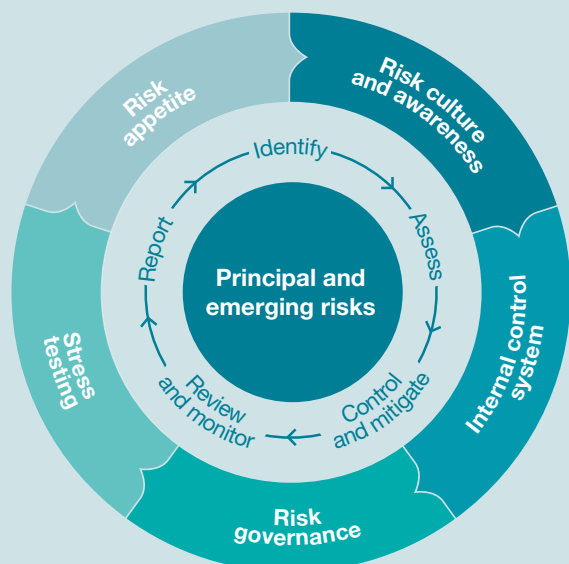 Risk
appetite
Risk culture
and awareness
Internal control
system
Risk
governance
Stress
testing
Identify
Assess
Control
and mitigate
Review
and monitor
Report
Principal and
emerging risks